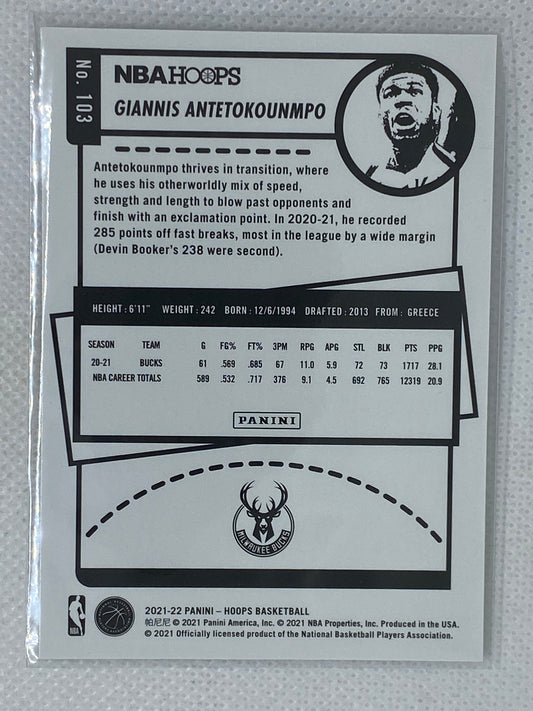 No. 103
NBA HOOPS
GIANNIS ANTETOKOUNMPO
Antetokounmpo thrives in transition, where
he uses his otherworldly mix of speed,
strength and length to blow past opponents and
finish with an exclamation point. In 2020-21, he recorded
285 points off fast breaks, most in the league by a wide margin
(Devin Booker's 238 were second).
HEIGHT: 6'11" WEIGHT: 242 BORN: 12/6/1994 DRAFTED: 2013 FROM: GREECE
SEASON TEAM G FG% FT% 3PM RPG APG STL BLK PTS PPG
20-21 BUCKS 61 .569 .685 67 11.0 5.9 72 73 1717 28.1
NBA CAREER TOTALS 589 .532 .717 376 9.1 4.5 692 765 12319 20.9
PANINI
MILWAUKEE BUCKS
2021-22 PANINI – HOOPS BASKETBALL
帕尼尼 © 2021 Panini America, Inc. © 2021 NBA Properties, Inc. Produced in the USA.
© 2021 Officially licensed product of the National Basketball Players Association.
NBA